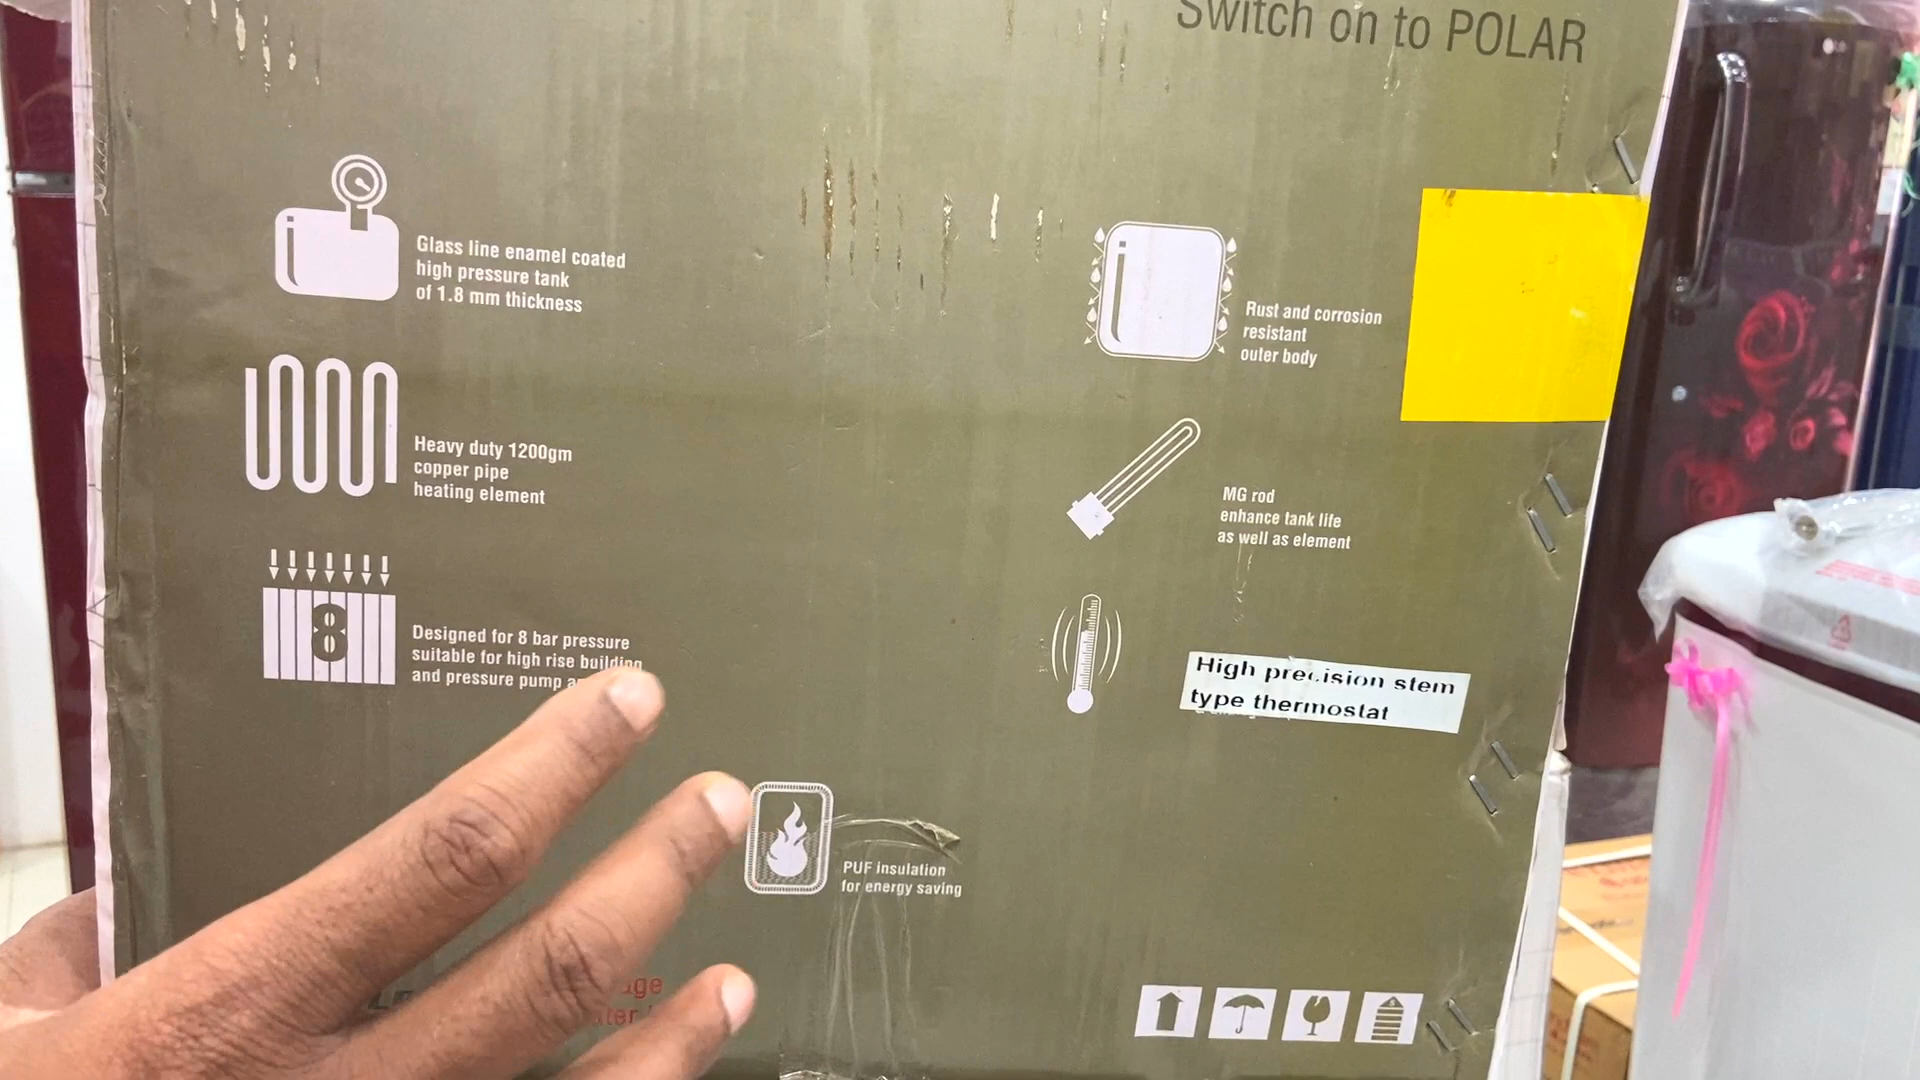 Switch on to POLAR
Glass line enamel coated
high pressure tank
of 1.8 mm thickness
Rust and corrosion
resistant
outer body
Heavy duty 1200gm
copper pipe
heating element
MG rod
enhance tank life
as well as element
8
Designed for 8 bar pressure
suitable for high rise building
and pressure pump
High precision stem
type thermostat
PUF insulation
for energy saving